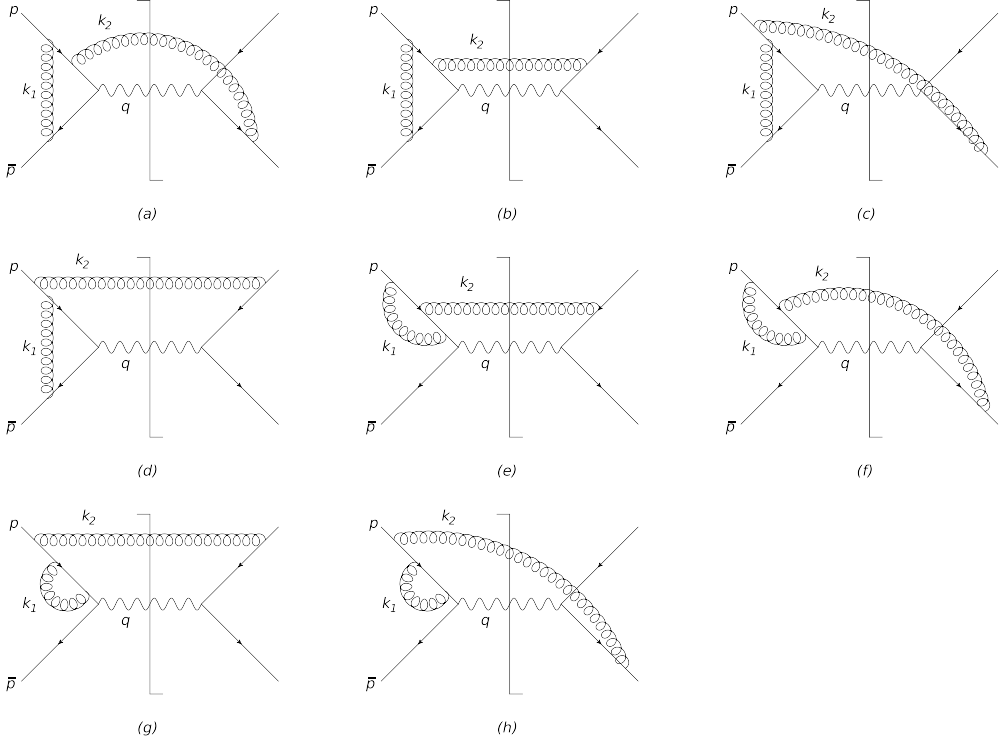 p k₂ k₁ q p̅
(a)
p k₂ k₁ q p̅
(b)
p k₂ k₁ q p̅
(c)
p k₂ k₁ q p̅
(d)
p k₂ k₁ q p̅
(e)
p k₂ k₁ q p̅
(f)
p k₂ k₁ q p̅
(g)
p k₂ k₁ q p̅
(h)